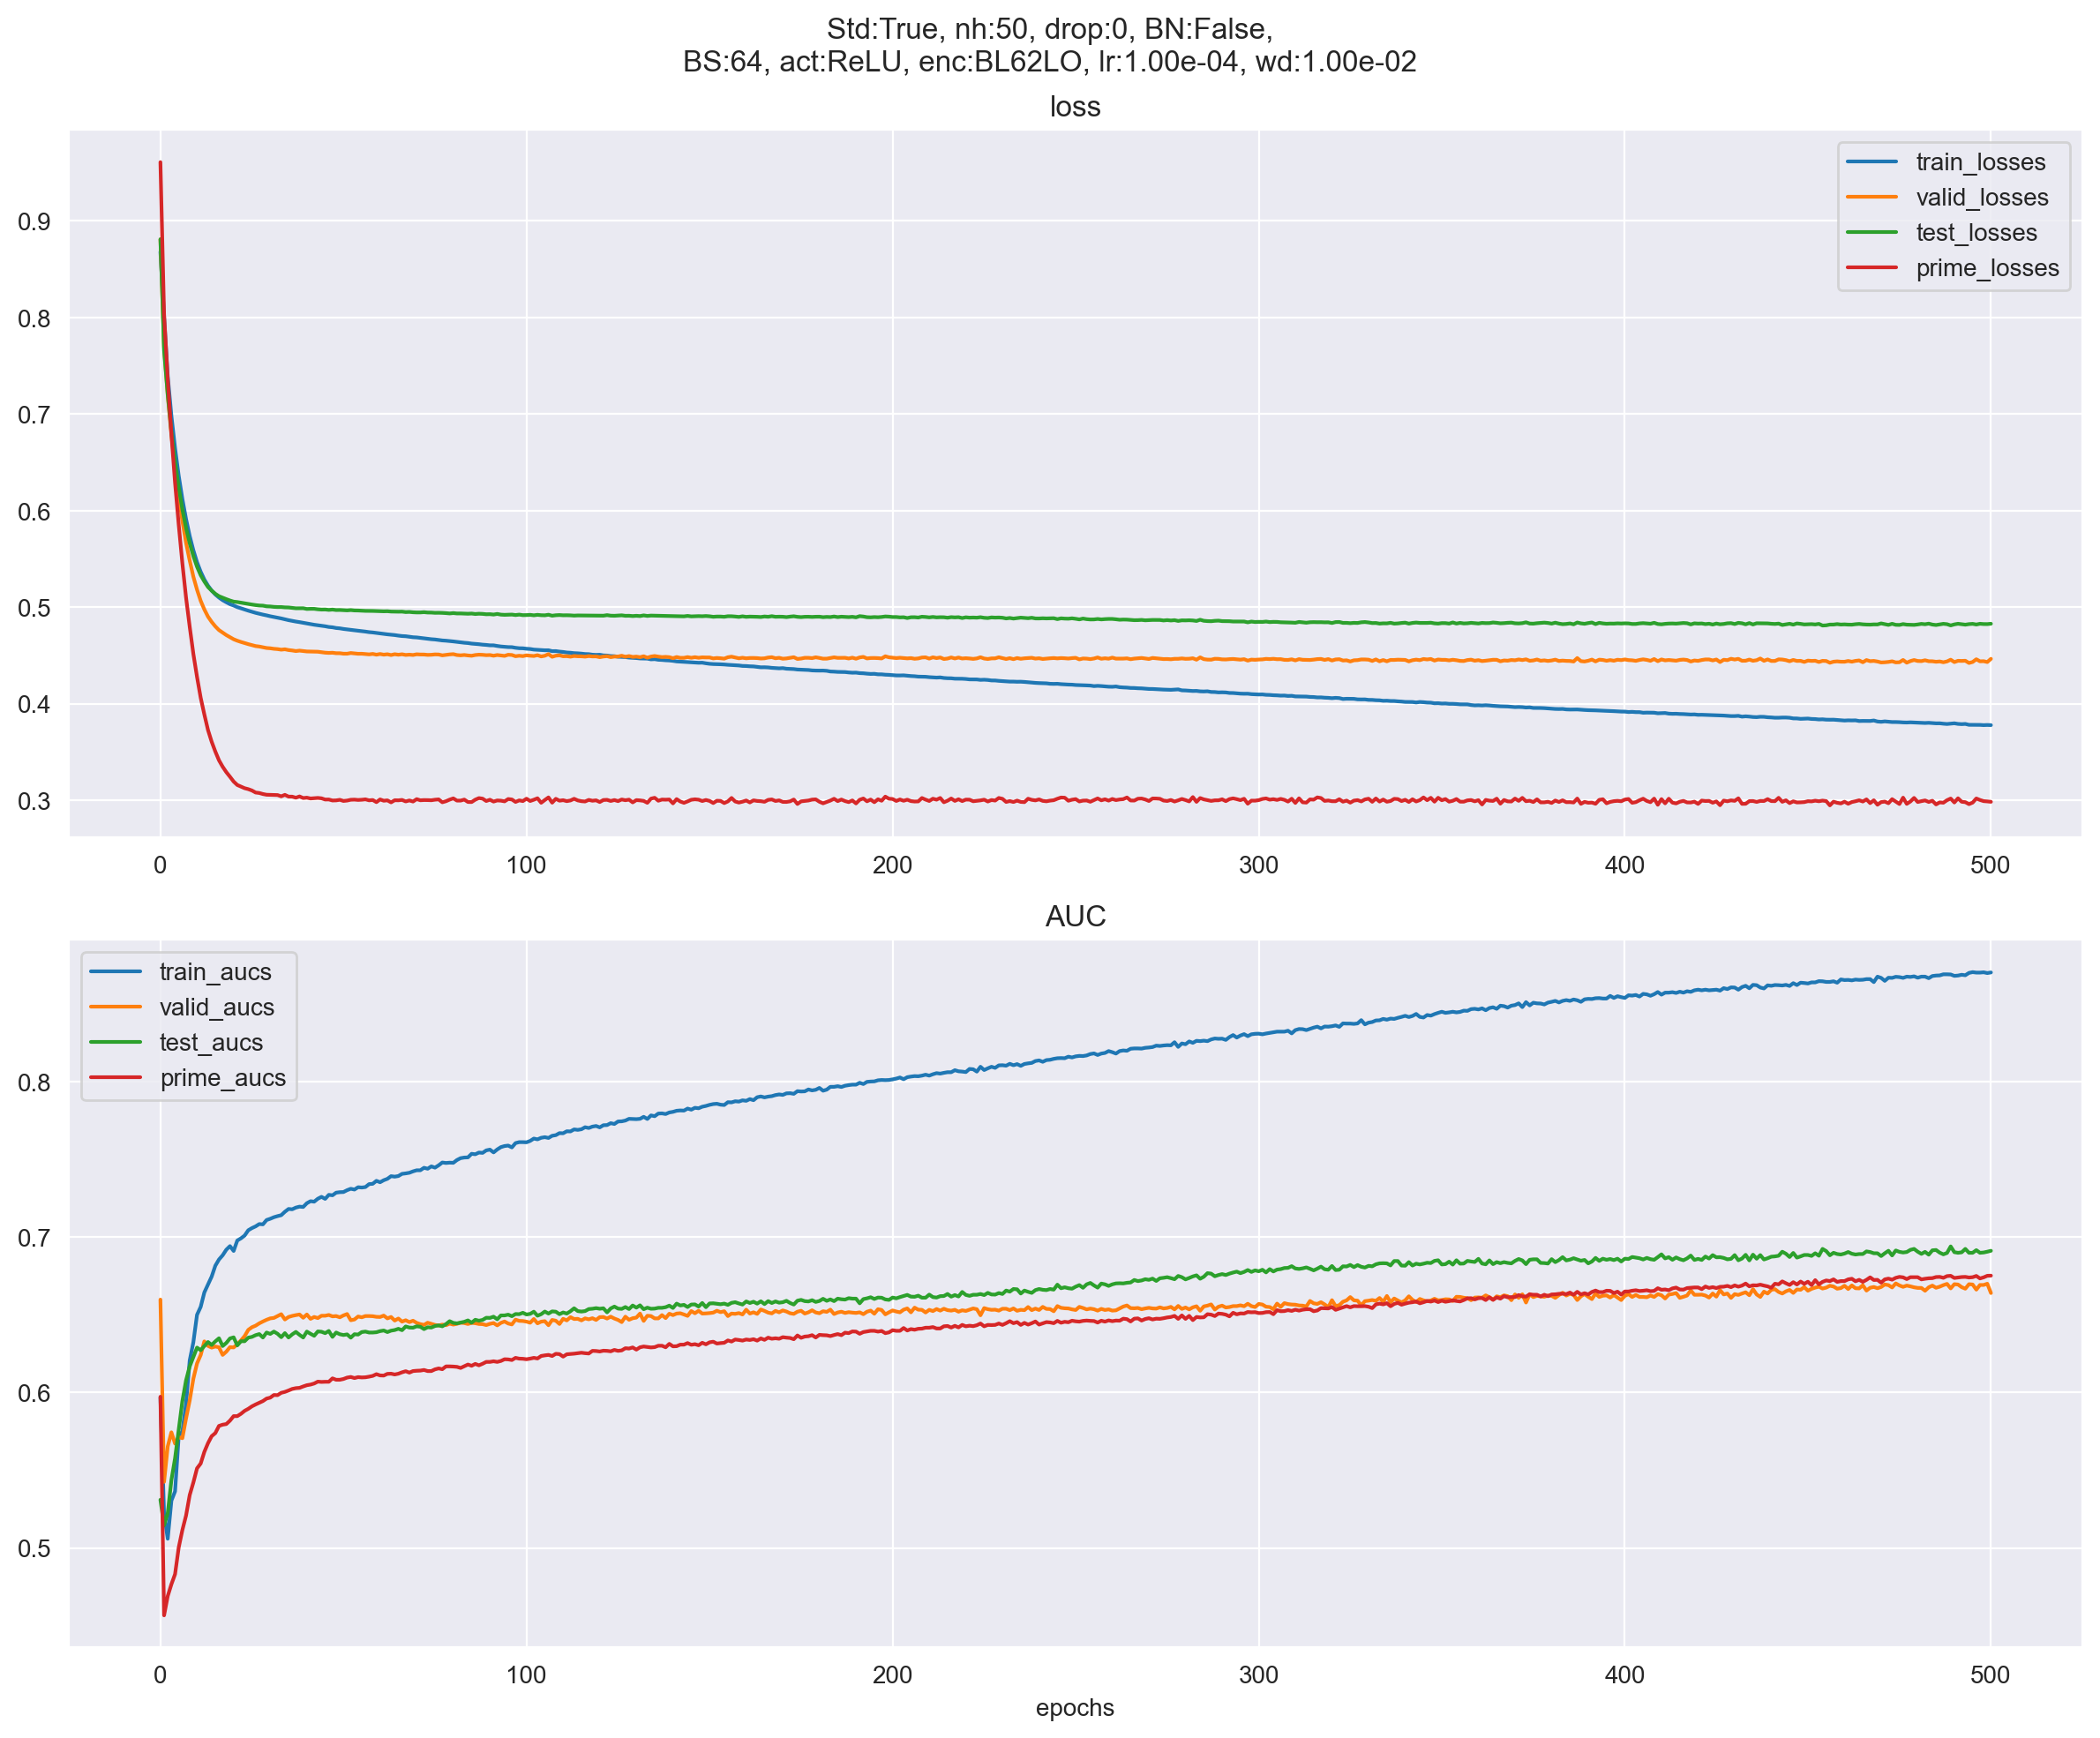 Std:True, nh:50, drop:0, BN:False,
BS:64, act:ReLU, enc:BL62LO, lr:1.00e-04, wd:1.00e-02
loss
train_losses
valid_losses
test_losses
prime_losses
0.9
0.8
0.7
0.6
0.5
0.4
0.3
0 100 200 300 400 500
AUC
train_aucs
valid_aucs
test_aucs
prime_aucs
0.8
0.7
0.6
0.5
0 100 200 300 400 500
epochs